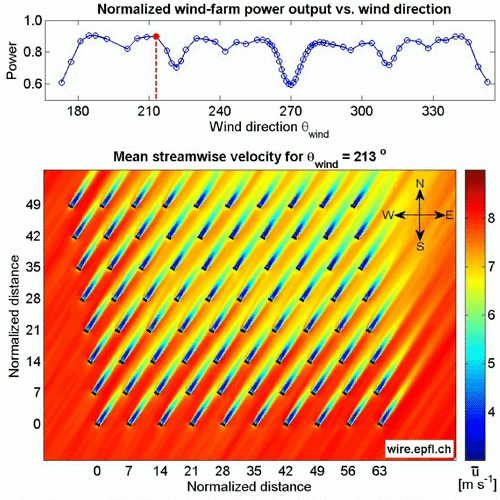 Normalized wind-farm power output vs. wind direction
Power
1.0
0.8
0.6
180 210 240 270 300 330
Wind direction θwind
Mean streamwise velocity for θwind = 213 º
Normalized distance
49
42
35
28
21
14
7
0
N
W E
S
8
7
6
5
4
wire.epfl.ch
0 7 14 21 28 35 42 49 56 63
Normalized distance
u̅
[m s⁻¹]